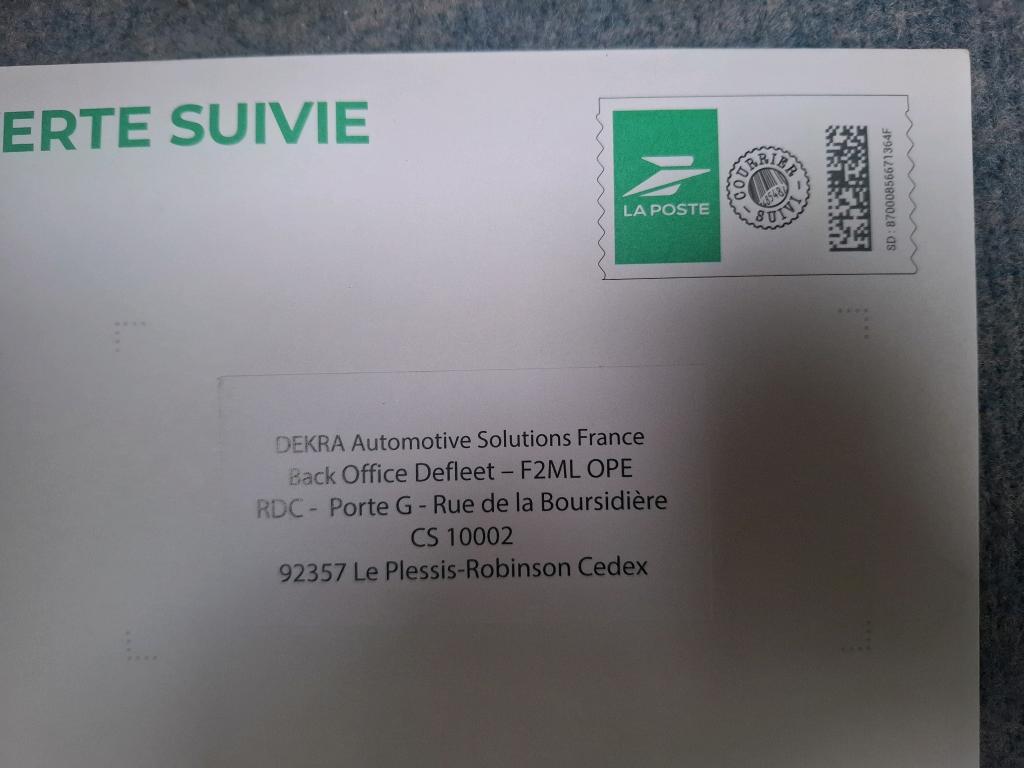 ERTE SUIVIE
LA POSTE
COURRIER
SUIVI
SD : 87000856671364F
DEKRA Automotive Solutions France
Back Office Defleet – F2ML OPE
RDC - Porte G - Rue de la Boursidière
CS 10002
92357 Le Plessis-Robinson Cedex